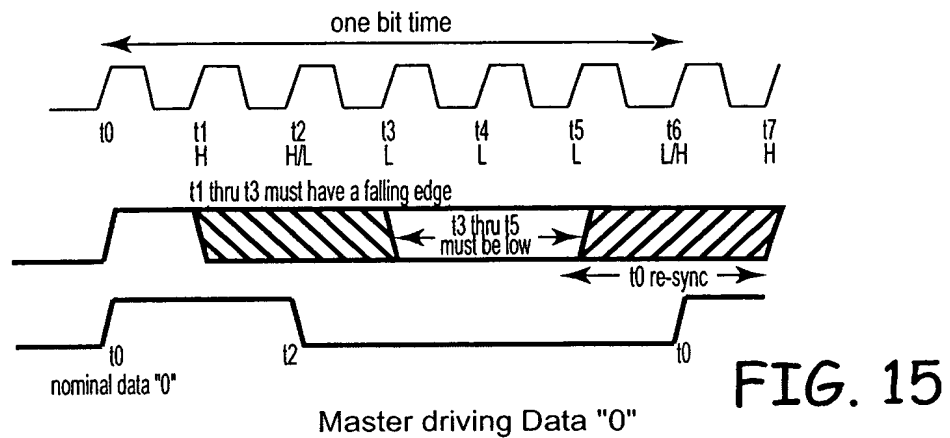 one bit time
t0 t1 t2 t3 t4 t5 t6 t7
H H/L L L L L/H H
t1 thru t3 must have a falling edge
t3 thru t5
must be low
t0 re-sync
t0 t2 t0
nominal data "0"
FIG. 15
Master driving Data "0"